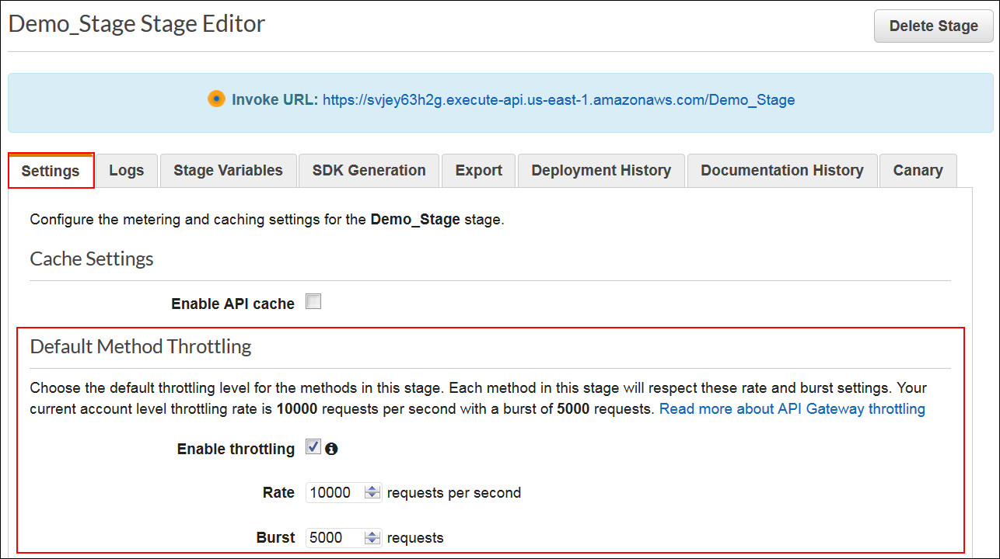 Demo_Stage Stage Editor
Delete Stage
Invoke URL: https://svjey63h2g.execute-api.us-east-1.amazonaws.com/Demo_Stage
Settings
Logs
Stage Variables
SDK Generation
Export
Deployment History
Documentation History
Canary
Configure the metering and caching settings for the Demo_Stage stage.
Cache Settings
Enable API cache
Default Method Throttling
Choose the default throttling level for the methods in this stage. Each method in this stage will respect these rate and burst settings. Your
current account level throttling rate is 10000 requests per second with a burst of 5000 requests. Read more about API Gateway throttling
Enable throttling
Rate 10000 requests per second
Burst 5000 requests